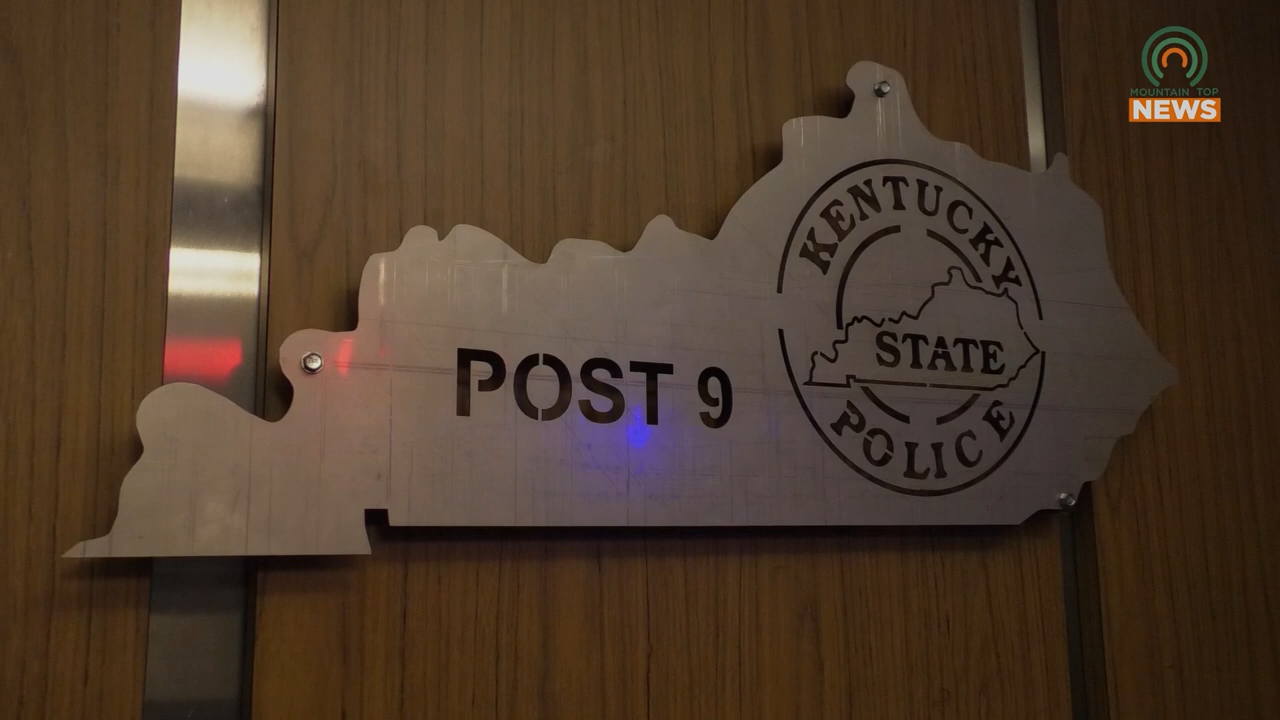 MOUNTAIN TOP
NEWS
KENTUCKY
STATE
POLICE
POST 9